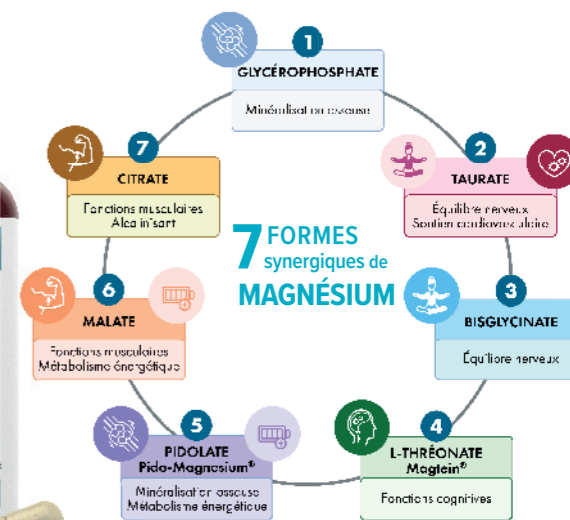 1
GLYCÉROPHOSPHATE
Minéralisation osseuse
2
TAURATE
Équilibre nerveux
Soutien cardiovasculaire
3
BISGLYCINATE
Équilibre nerveux
4
L-THRÉONATE
Magtein®
Fonctions cognitives
5
PIDOLATE
Pido-Magnesium®
Minéralisation osseuse
Métabolisme énergétique
6
MALATE
Fonctions musculaires
Métabolisme énergétique
7
CITRATE
Fonctions musculaires
Alcalinisant
7 FORMES
synergiques de
MAGNÉSIUM